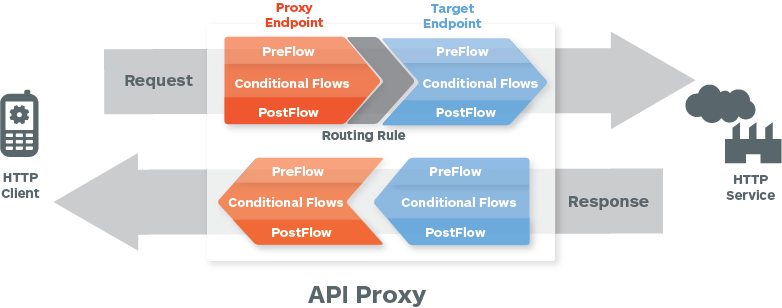 Proxy
Endpoint
Target
Endpoint
Request
PreFlow
Conditional Flows
PostFlow
PreFlow
Conditional Flows
PostFlow
Routing Rule
HTTP
Client
HTTP
Service
PreFlow
Conditional Flows
PostFlow
PreFlow
Conditional Flows
PostFlow
Response
API Proxy